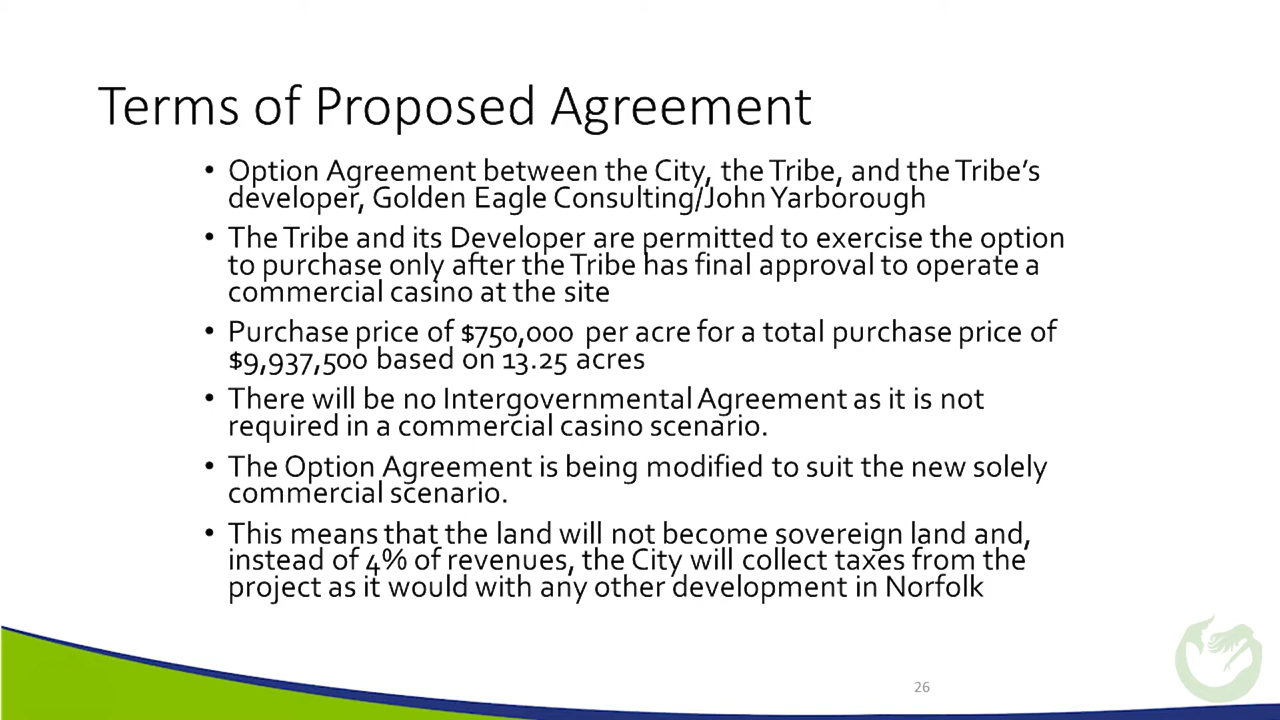 Terms of Proposed Agreement
• Option Agreement between the City, the Tribe, and the Tribe's
developer, Golden Eagle Consulting/John Yarborough
• The Tribe and its Developer are permitted to exercise the option
to purchase only after the Tribe has final approval to operate a
commercial casino at the site
• Purchase price of $750,000 per acre for a total purchase price of
$9,937,500 based on 13.25 acres
• There will be no Intergovernmental Agreement as it is not
required in a commercial casino scenario.
• The Option Agreement is being modified to suit the new solely
commercial scenario.
• This means that the land will not become sovereign land and,
instead of 4% of revenues, the City will collect taxes from the
project as it would with any other development in Norfolk
26